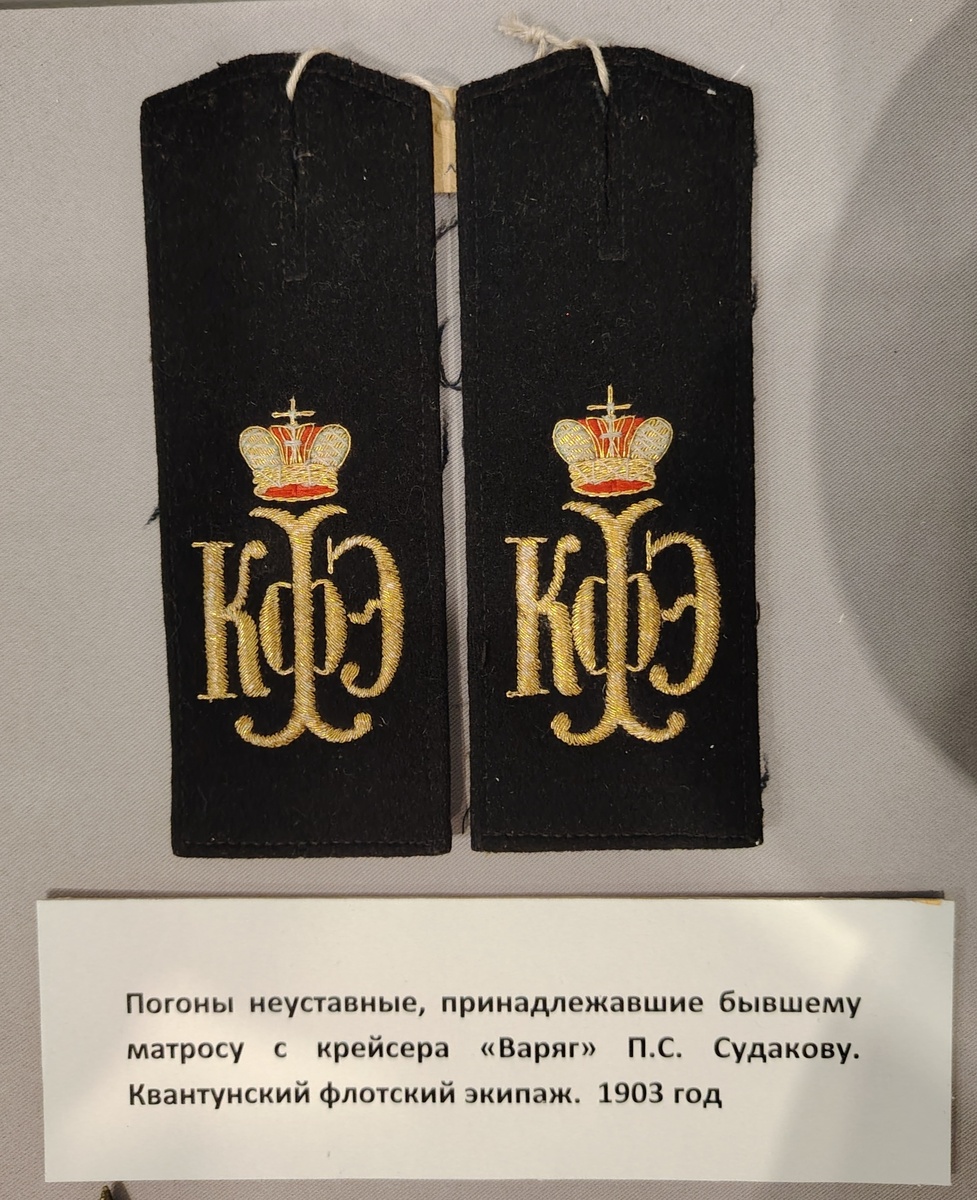 КФЭ КФЭ
Погоны неуставные, принадлежавшие бывшему
матросу с крейсера «Варяг» П.С. Судакову.
Квантунский флотский экипаж. 1903 год